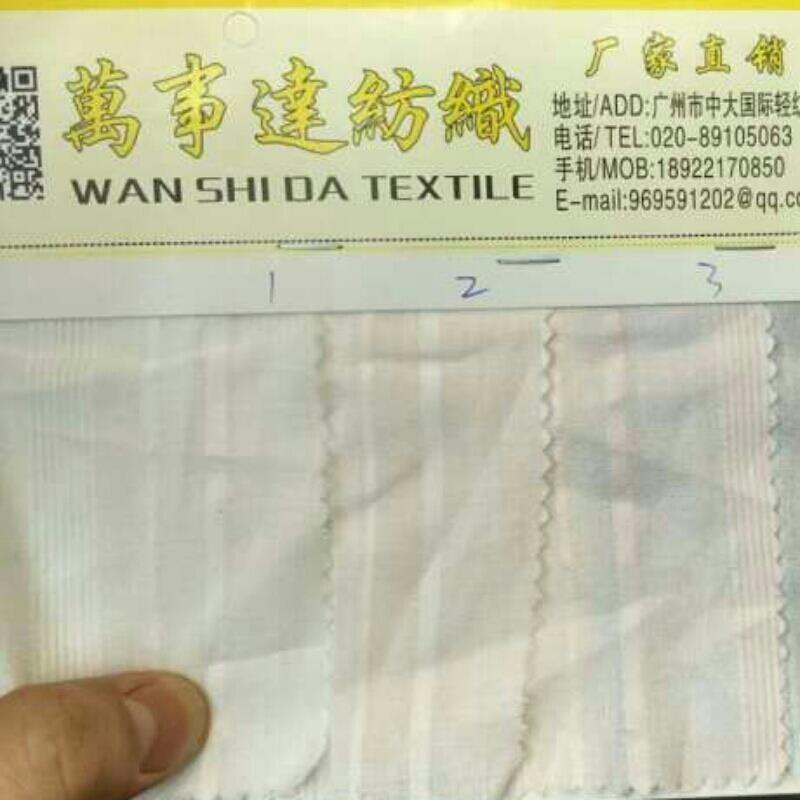 萬事達紡織
WAN SHI DA TEXTILE
厂家直销
地址/ADD:广州市中大国际轻纺
电话/TEL:020-89105063
手机/MOB:18922170850
E-mail:969591202@qq.co
1 2 3